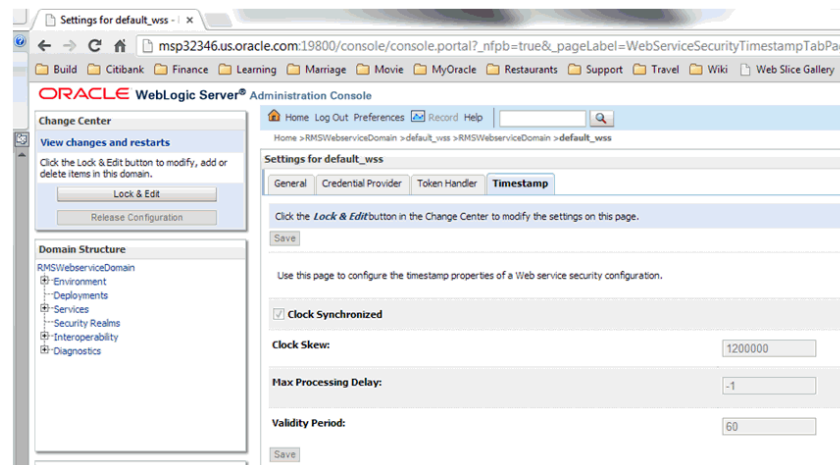 Settings for default_wss - 
msp32346.us.oracle.com:19800/console/console.portal?_nfpb=true&_pageLabel=WebServiceSecurityTimestampTabPa
Build Citibank Finance Learning Marriage Movie MyOracle Restaurants Support Travel Wiki Web Slice Gallery
ORACLE WebLogic Server® Administration Console
Change Center
View changes and restarts
Click the Lock & Edit button to modify, add or
delete items in this domain.
Lock & Edit
Release Configuration
Domain Structure
RMSWebserviceDomain
Environment
Deployments
Services
Security Realms
Interoperability
Diagnostics
Home Log Out Preferences Record Help
Home >RMSWebserviceDomain >default_wss >RMSWebserviceDomain >default_wss
Settings for default_wss
General Credential Provider Token Handler Timestamp
Click the Lock & Edit button in the Change Center to modify the settings on this page.
Save
Use this page to configure the timestamp properties of a Web service security configuration.
Clock Synchronized
Clock Skew: 1200000
Max Processing Delay: -1
Validity Period: 60
Save